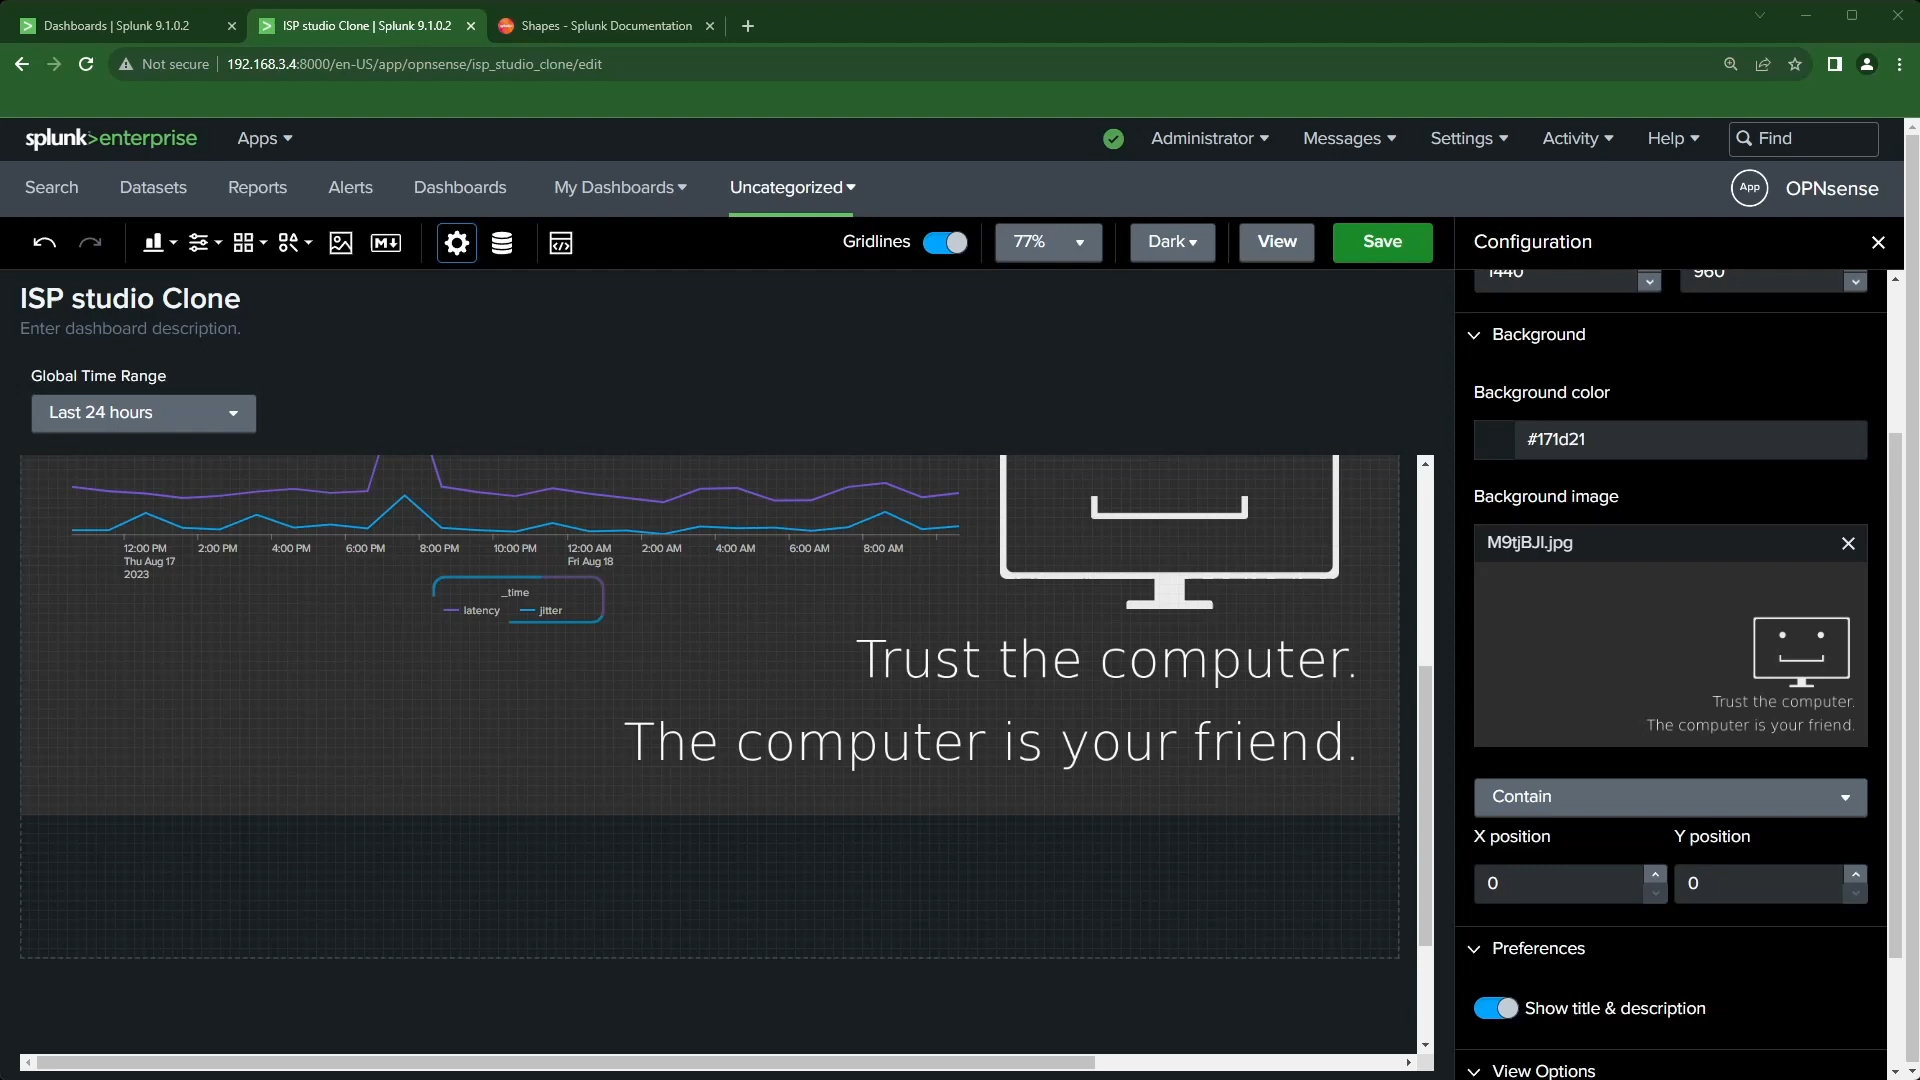 Dashboards | Splunk 9.1.0.2
ISP studio Clone | Splunk 9.1.0.2
Shapes - Splunk Documentation
Not secure
192.168.3.4:8000/en-US/app/opnsense/isp_studio_clone/edit
splunk>enterprise
Apps
Administrator
Messages
Settings
Activity
Help
Find
Search
Datasets
Reports
Alerts
Dashboards
My Dashboards
Uncategorized
App
OPNsense
Gridlines
77%
Dark
View
Save
Configuration
ISP studio Clone
Enter dashboard description.
Global Time Range
Last 24 hours
12:00 PM
Thu Aug 17
2023
2:00 PM
4:00 PM
6:00 PM
8:00 PM
10:00 PM
12:00 AM
Fri Aug 18
2:00 AM
4:00 AM
6:00 AM
8:00 AM
_time
latency
jitter
Trust the computer.
The computer is your friend.
1440
960
Background
Background color
#171d21
Background image
M9tjBJl.jpg
Trust the computer.
The computer is your friend.
Contain
X position
Y position
0
0
Preferences
Show title & description
View Options